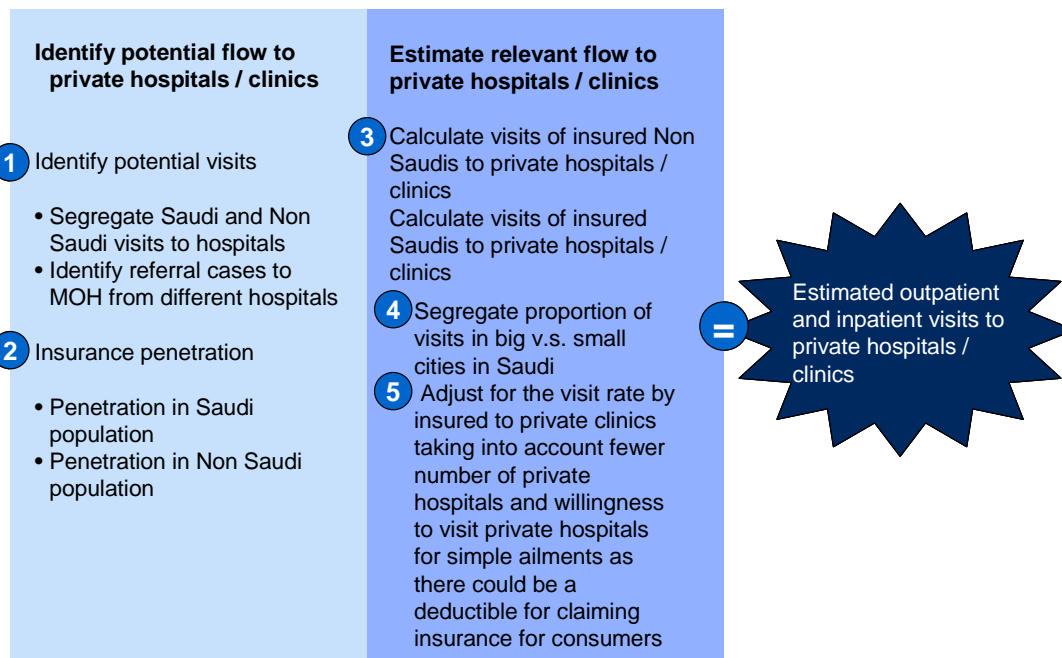 Identify potential flow to
private hospitals / clinics
1
Identify potential visits
• Segregate Saudi and Non
Saudi visits to hospitals
• Identify referral cases to
MOH from different hospitals
2
Insurance penetration
• Penetration in Saudi
population
• Penetration in Non Saudi
population
Estimate relevant flow to
private hospitals / clinics
3
Calculate visits of insured Non
Saudis to private hospitals /
clinics
Calculate visits of insured
Saudis to private hospitals /
clinics
4
Segregate proportion of
visits in big v.s. small
cities in Saudi
5
Adjust for the visit rate by
insured to private clinics
taking into account fewer
number of private
hospitals and willingness
to visit private hospitals
for simple ailments as
there could be a
deductible for claiming
insurance for consumers
=
Estimated outpatient
and inpatient visits to
private hospitals /
clinics